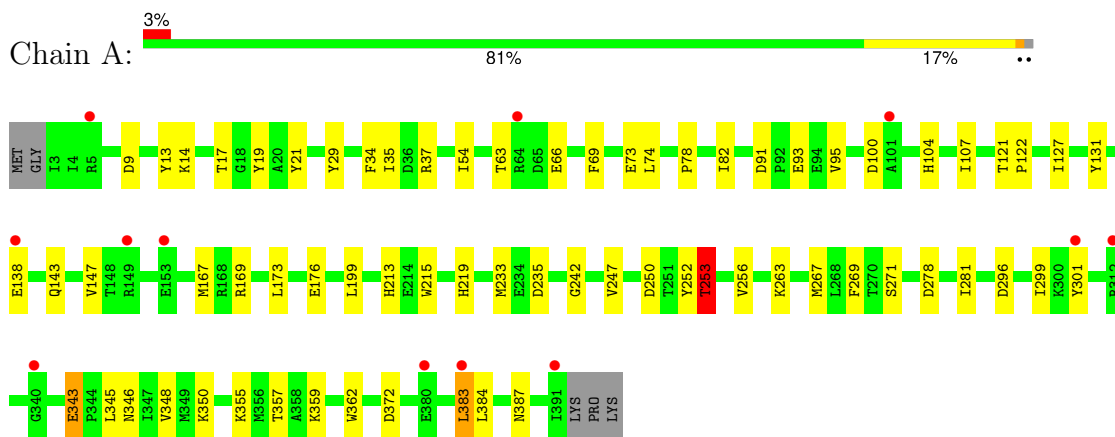 3%
Chain A:
81% 17% ••
MET GLY I3 I4 R5 D9 Y13 K14 T17 G18 Y19 A20 Y21 Y29 F34 I35 D36 R37 I54 T63 R64 D65 E66 F69 E73 L74 P78 I82 D91 P92 E93 E94 V95 D100 A101 H104 I107 T121 P122 I127 Y131
E138 Q143 V147 T148 R149 E153 M167 R168 R169 L173 E176 L199 H213 E214 W215 H219 M233 E234 D235 G242 V247 D250 T251 Y252 T253 V256 K263 M267 L268 F269 T270 S271 D278 I281 D296 I299 K300 Y301
G340 E343 P344 L345 N346 I347 V348 M349 K350 K355 M356 T357 A358 K359 W362 D372 E380 L383 L384 N387 I391 LYS PRO LYS